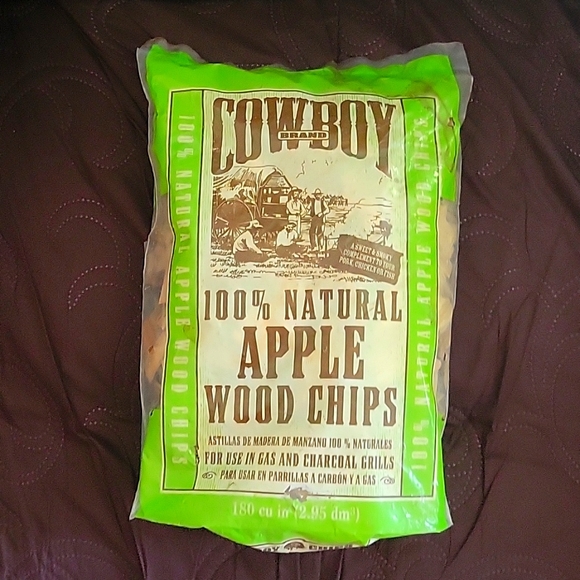 COWBOY
BRAND
A SWEET & SMOKY
COMPLEMENT TO YOUR
PORK, CHICKEN OR FISH
100% NATURAL
APPLE
WOOD CHIPS
ASTILLAS DE MADERA DE MANZANO 100 % NATURALES
FOR USE IN GAS AND CHARCOAL GRILLS
PARA USAR EN PARRILLAS A CARBÓN Y A GAS
180 cu in (2.95 dm³)
100% NATURAL APPLE WOOD CHIPS
100% NATURAL APPLE WOOD CHIPS